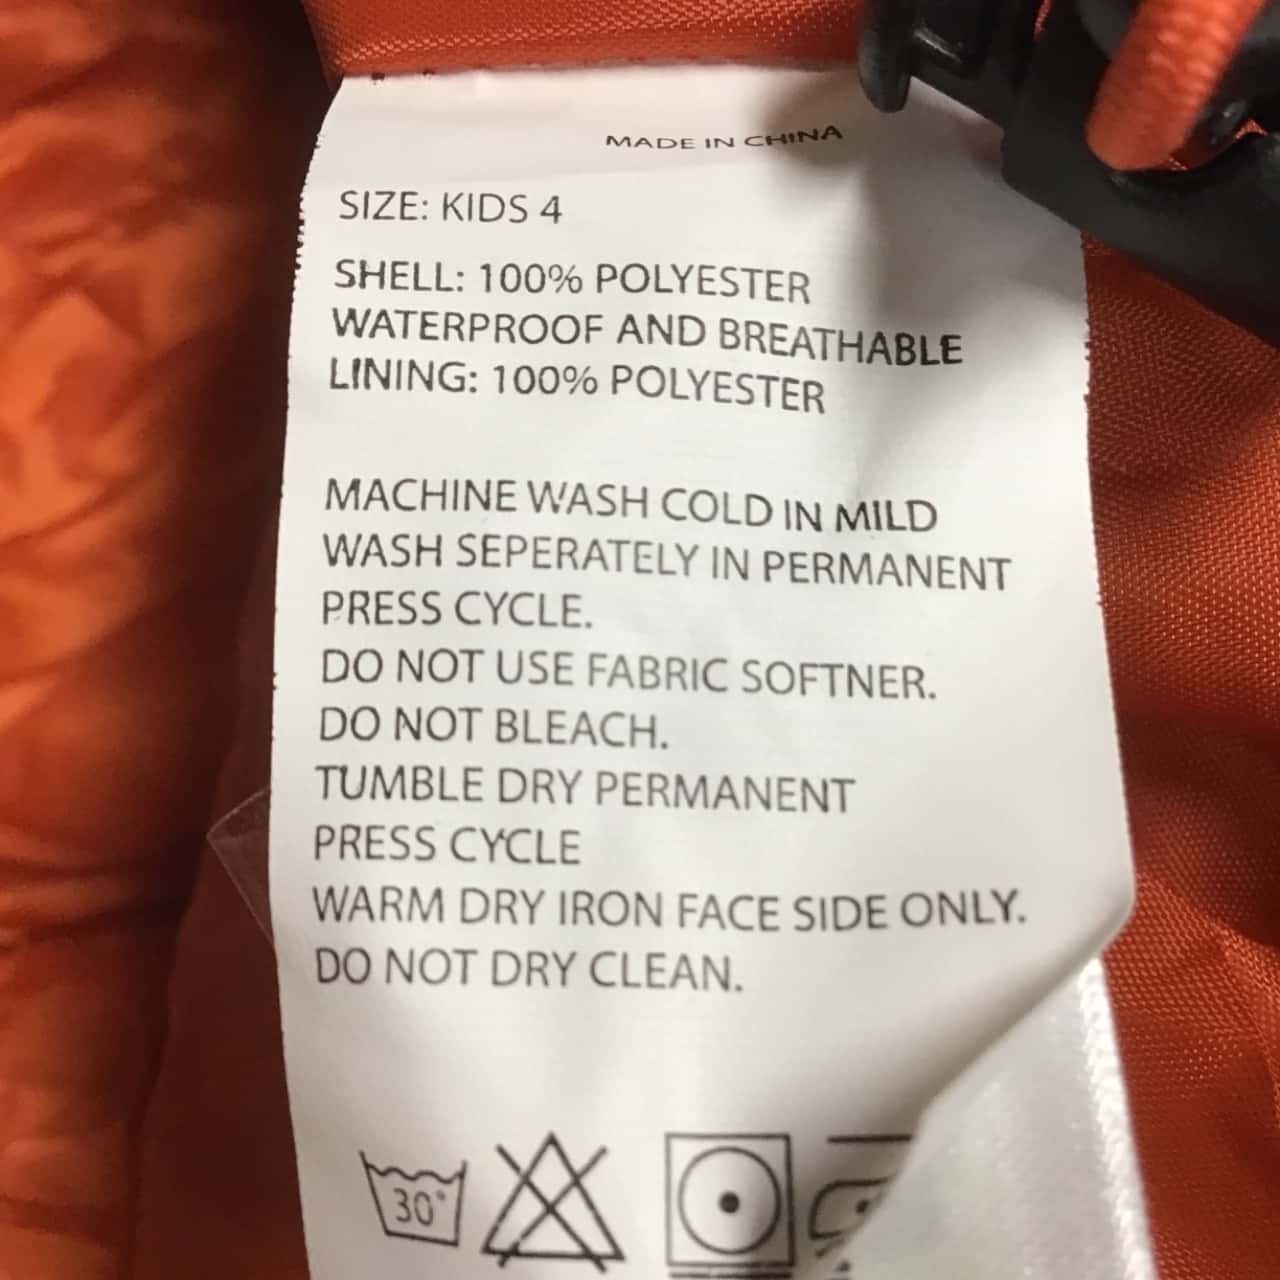 MADE IN CHINA
SIZE: KIDS 4
SHELL: 100% POLYESTER
WATERPROOF AND BREATHABLE
LINING: 100% POLYESTER
MACHINE WASH COLD IN MILD
WASH SEPERATELY IN PERMANENT
PRESS CYCLE.
DO NOT USE FABRIC SOFTNER.
DO NOT BLEACH.
TUMBLE DRY PERMANENT
PRESS CYCLE
WARM DRY IRON FACE SIDE ONLY.
DO NOT DRY CLEAN.
30°